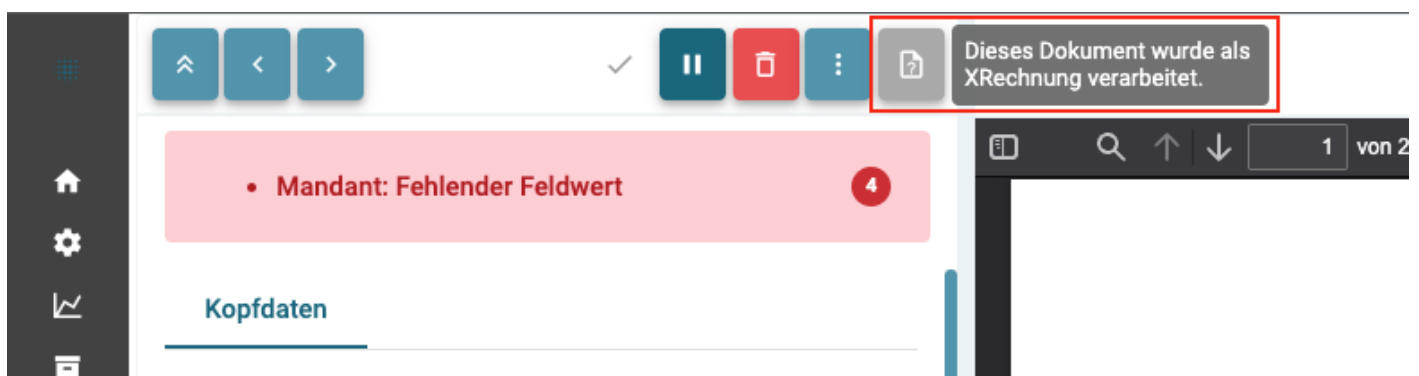 Dieses Dokument wurde als
XRechnung verarbeitet.
1 von 2
Mandant: Fehlender Feldwert
4
Kopfdaten